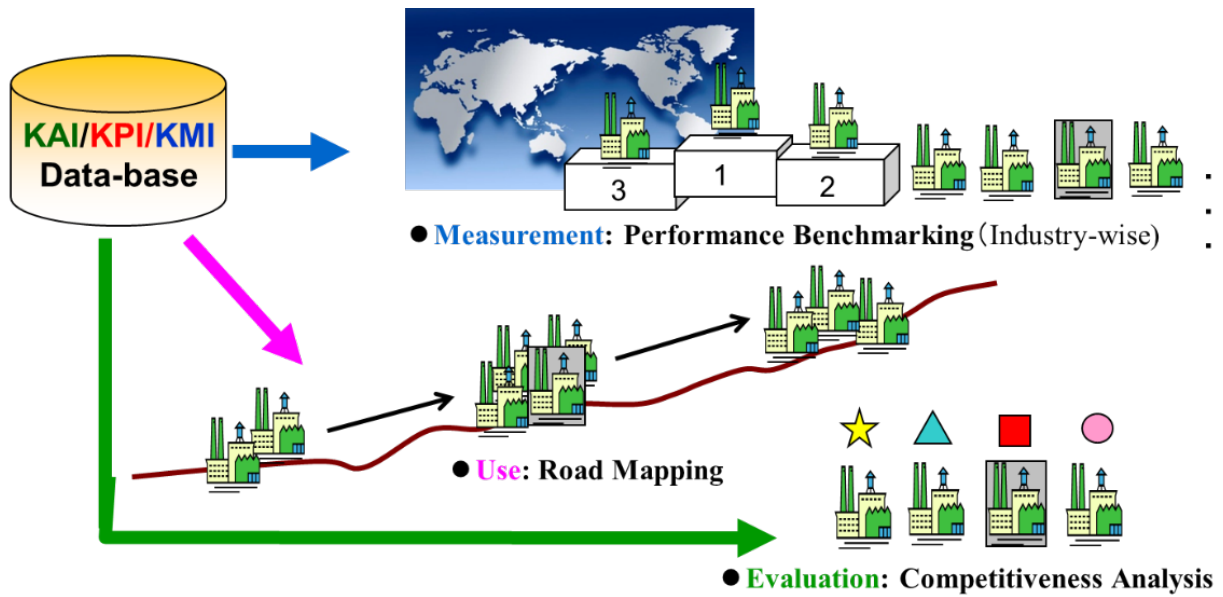 KAI/KPI/KMI
Data-base
3
1
2
● Measurement: Performance Benchmarking（Industry-wise)
● Use: Road Mapping
● Evaluation: Competitiveness Analysis